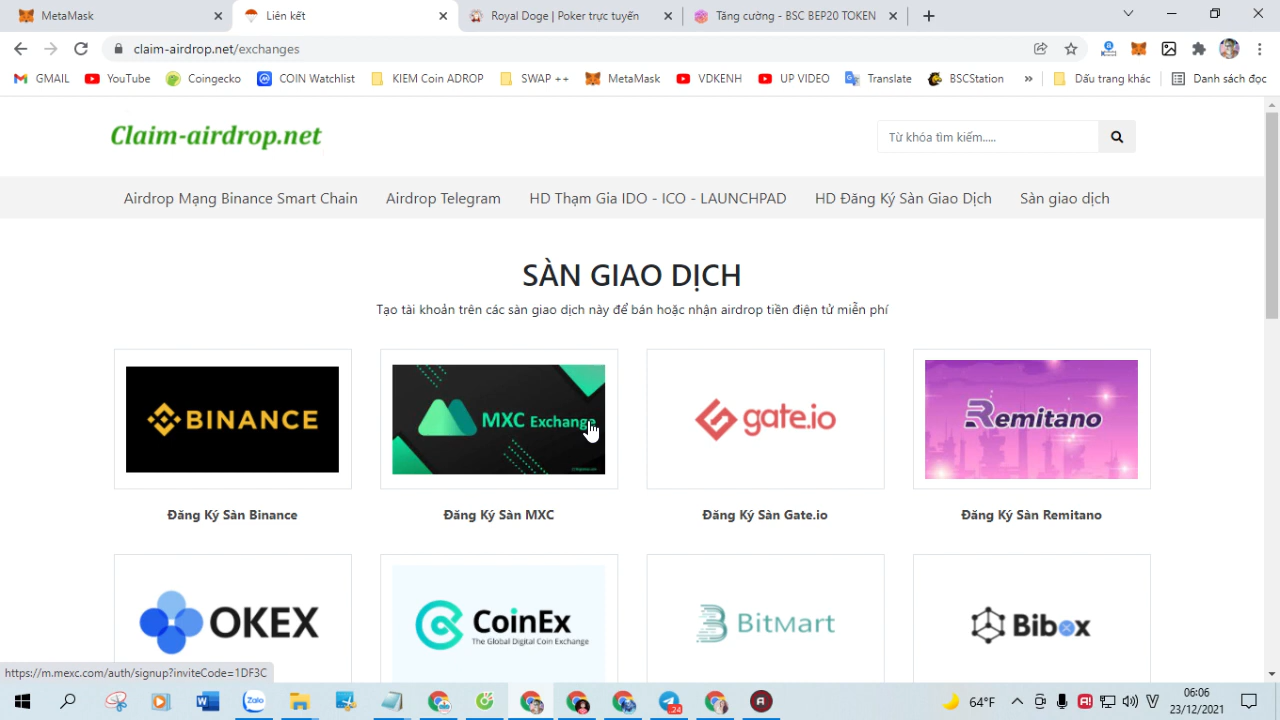 MetaMask
Liên kết
Royal Doge | Poker trực tuyến
Tăng cường - BSC BEP20 TOKEN
claim-airdrop.net/exchanges
GMAIL
YouTube
Coingecko
COIN Watchlist
KIEM Coin ADROP
SWAP ++
MetaMask
VDKENH
UP VIDEO
Translate
BSCStation
»
Dấu trang khác
Danh sách đọc
Claim-airdrop.net
Từ khóa tìm kiếm.....
Airdrop Mạng Binance Smart Chain
Airdrop Telegram
HD Thạm Gia IDO - ICO - LAUNCHPAD
HD Đăng Ký Sàn Giao Dịch
Sàn giao dịch
SÀN GIAO DỊCH
Tạo tài khoản trên các sàn giao dịch này để bán hoặc nhận airdrop tiền điện tử miễn phí
BINANCE
MXC Exchange
gate.io
Remitano
Đăng Ký Sàn Binance
Đăng Ký Sàn MXC
Đăng Ký Sàn Gate.io
Đăng Ký Sàn Remitano
OKEX
CoinEx
The Global Digital Coin Exchange
BitMart
Bibox
https://m.mexc.com/auth/signup?inviteCode=1DF3C
Zalo
24
64°F
06:06
23/12/2021